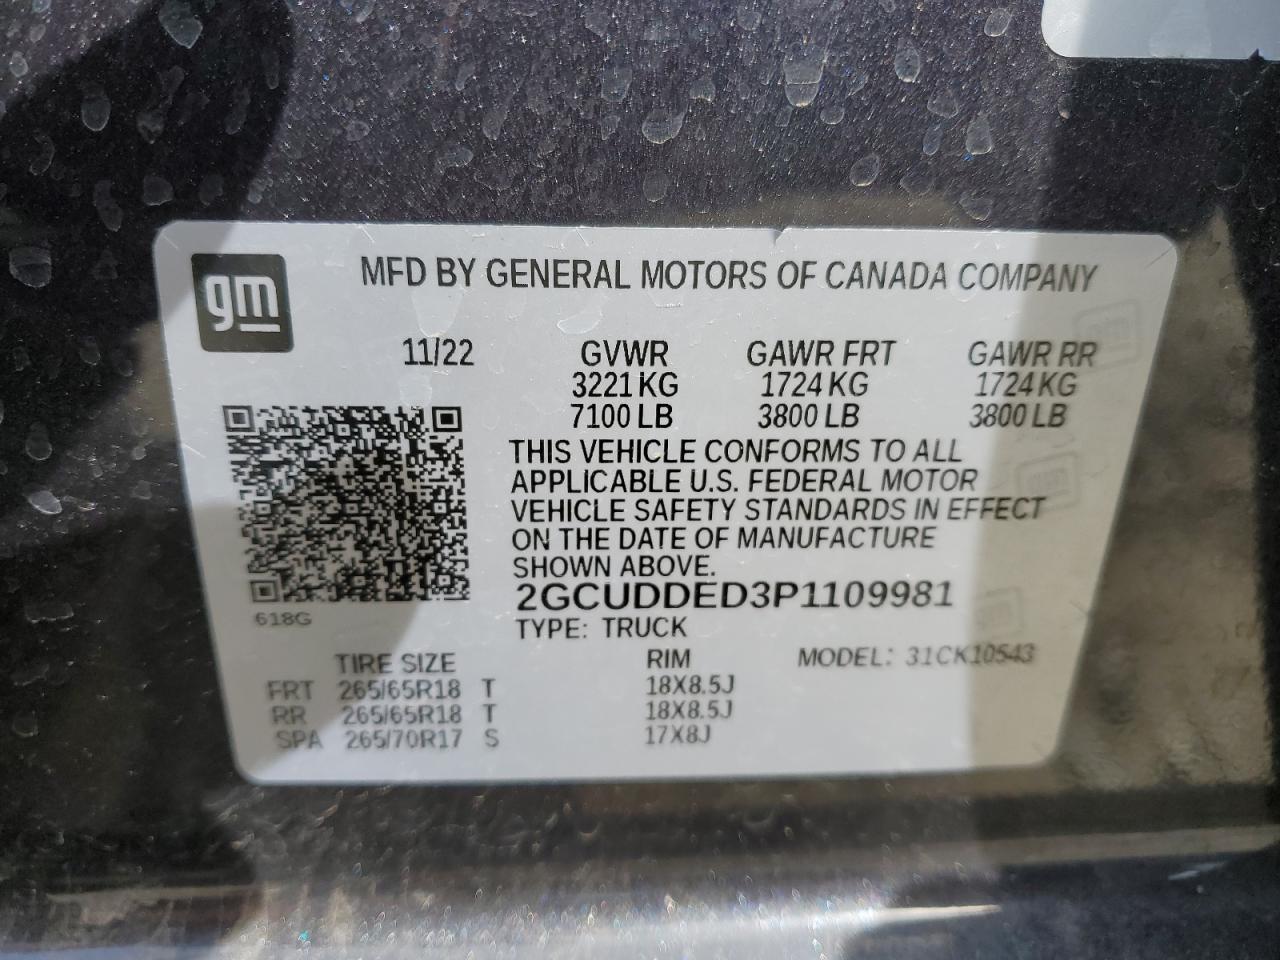 gm
MFD BY GENERAL MOTORS OF CANADA COMPANY
11/22 GVWR GAWR FRT GAWR RR
3221 KG 1724 KG 1724 KG
7100 LB 3800 LB 3800 LB
THIS VEHICLE CONFORMS TO ALL
APPLICABLE U.S. FEDERAL MOTOR
VEHICLE SAFETY STANDARDS IN EFFECT
ON THE DATE OF MANUFACTURE
SHOWN ABOVE.
2GCUDDED3P1109981
618G
TYPE: TRUCK
TIRE SIZE RIM MODEL: 31CK10543
FRT 265/65R18 T 18X8.5J
RR 265/65R18 T 18X8.5J
SPA 265/70R17 S 17X8J